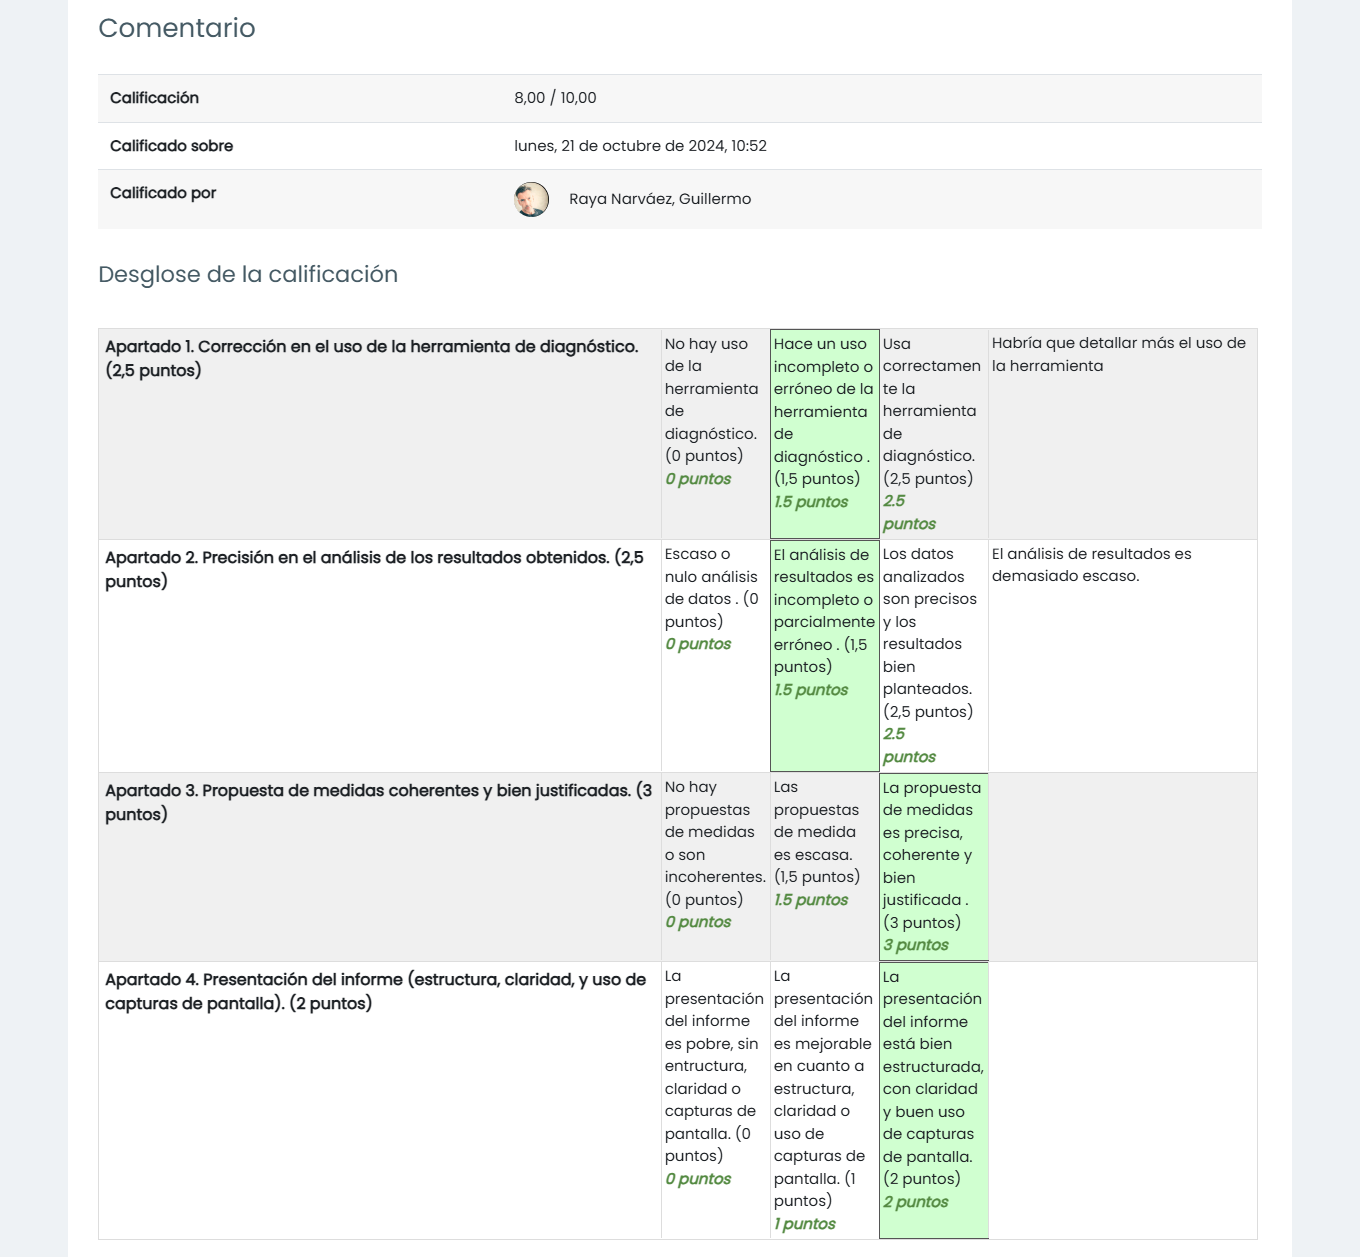 Comentario
Calificación
8,00 / 10,00
Calificado sobre
lunes, 21 de octubre de 2024, 10:52
Calificado por
Raya Narváez, Guillermo
Desglose de la calificación
Apartado 1. Corrección en el uso de la herramienta de diagnóstico.
(2,5 puntos)
No hay uso
de la
herramienta
de
diagnóstico.
(0 puntos)
0 puntos
Hace un uso
incompleto o
erróneo de la
herramienta
de
diagnóstico .
(1,5 puntos)
1.5 puntos
Usa
correctamen
te la
herramienta
de
diagnóstico.
(2,5 puntos)
2.5
puntos
Habría que detallar más el uso de
la herramienta
Apartado 2. Precisión en el análisis de los resultados obtenidos. (2,5
puntos)
Escaso o
nulo análisis
de datos . (0
puntos)
0 puntos
El análisis de
resultados es
incompleto o
parcialmente
erróneo . (1,5
puntos)
1.5 puntos
Los datos
analizados
son precisos
y los
resultados
bien
planteados.
(2,5 puntos)
2.5
puntos
El análisis de resultados es
demasiado escaso.
Apartado 3. Propuesta de medidas coherentes y bien justificadas. (3
puntos)
No hay
propuestas
de medidas
o son
incoherentes.
(0 puntos)
0 puntos
Las
propuestas
de medida
es escasa.
(1,5 puntos)
1.5 puntos
La propuesta
de medidas
es precisa,
coherente y
bien
justificada .
(3 puntos)
3 puntos
Apartado 4. Presentación del informe (estructura, claridad, y uso de
capturas de pantalla). (2 puntos)
La
presentación
del informe
es pobre, sin
entructura,
claridad o
capturas de
pantalla. (0
puntos)
0 puntos
La
presentación
del informe
es mejorable
en cuanto a
estructura,
claridad o
uso de
capturas de
pantalla. (1
puntos)
1 puntos
La
presentación
del informe
está bien
estructurada,
con claridad
y buen uso
de capturas
de pantalla.
(2 puntos)
2 puntos